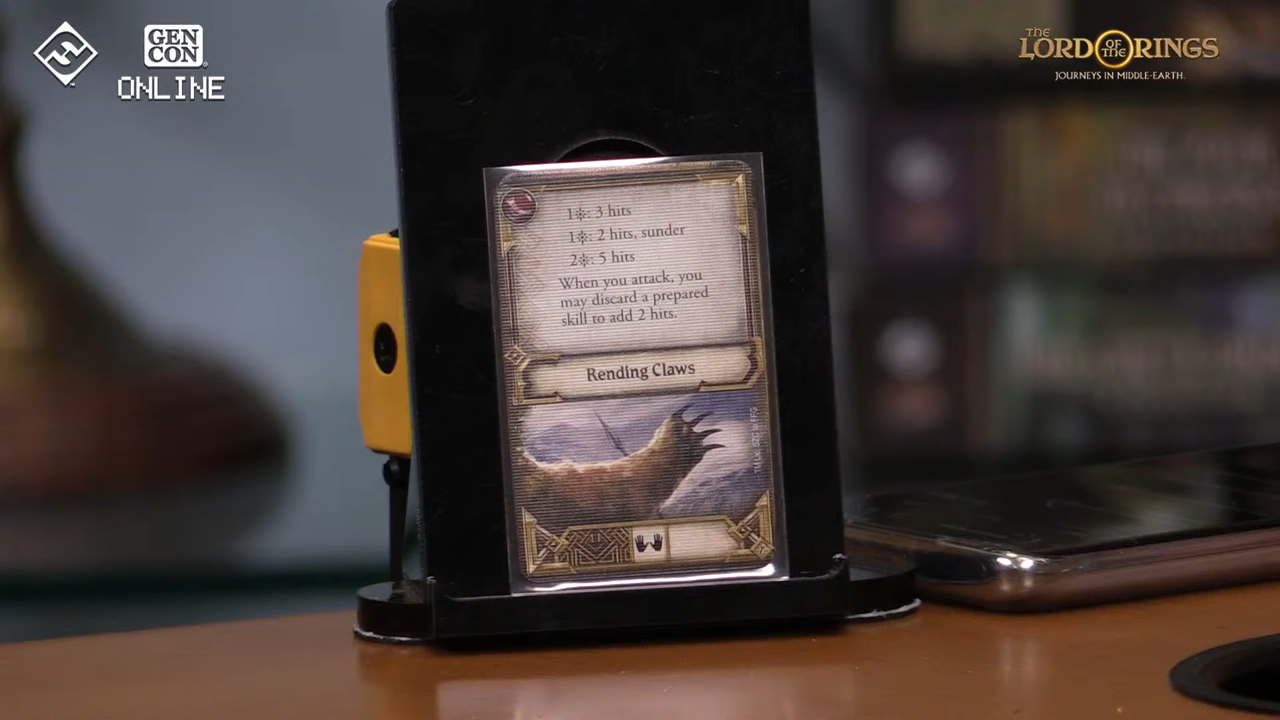 GEN
CON
ONLINE
THE
LORD OF THE RINGS
JOURNEYS IN MIDDLE-EARTH
1※: 3 hits
1※: 2 hits, sunder
2※: 5 hits
When you attack, you
may discard a prepared
skill to add 2 hits.
Rending Claws